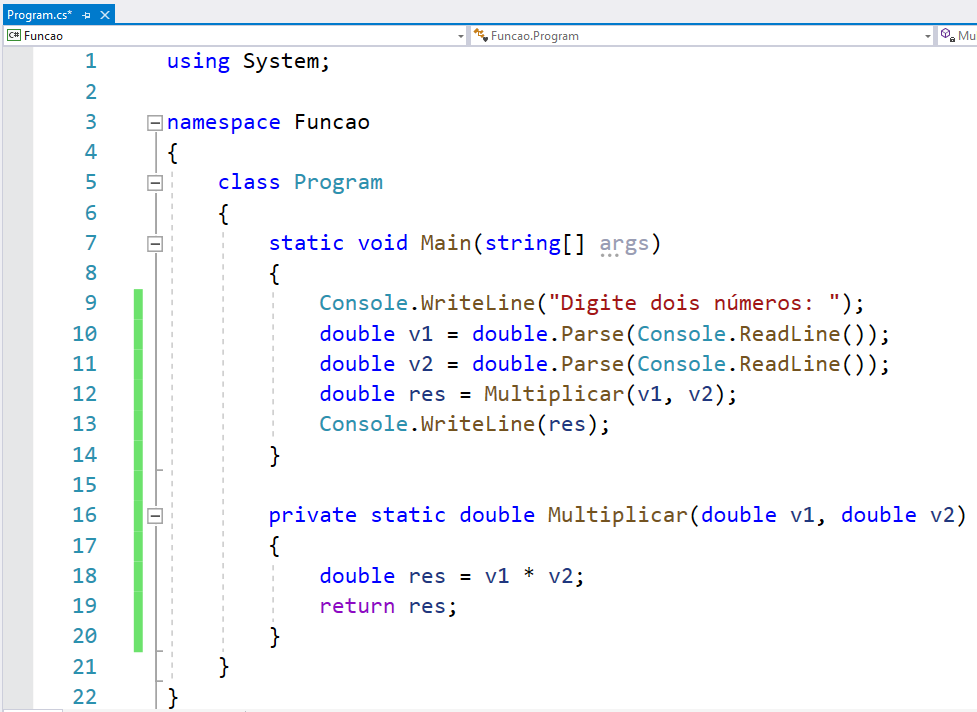 Program.cs*
Funcao Funcao.Program Mu
1 using System;
2
3 namespace Funcao
4 {
5 class Program
6 {
7 static void Main(string[] args)
8 {
9 Console.WriteLine("Digite dois números: ");
10 double v1 = double.Parse(Console.ReadLine());
11 double v2 = double.Parse(Console.ReadLine());
12 double res = Multiplicar(v1, v2);
13 Console.WriteLine(res);
14 }
15
16 private static double Multiplicar(double v1, double v2)
17 {
18 double res = v1 * v2;
19 return res;
20 }
21 }
22 }